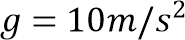 g = 10m/s²